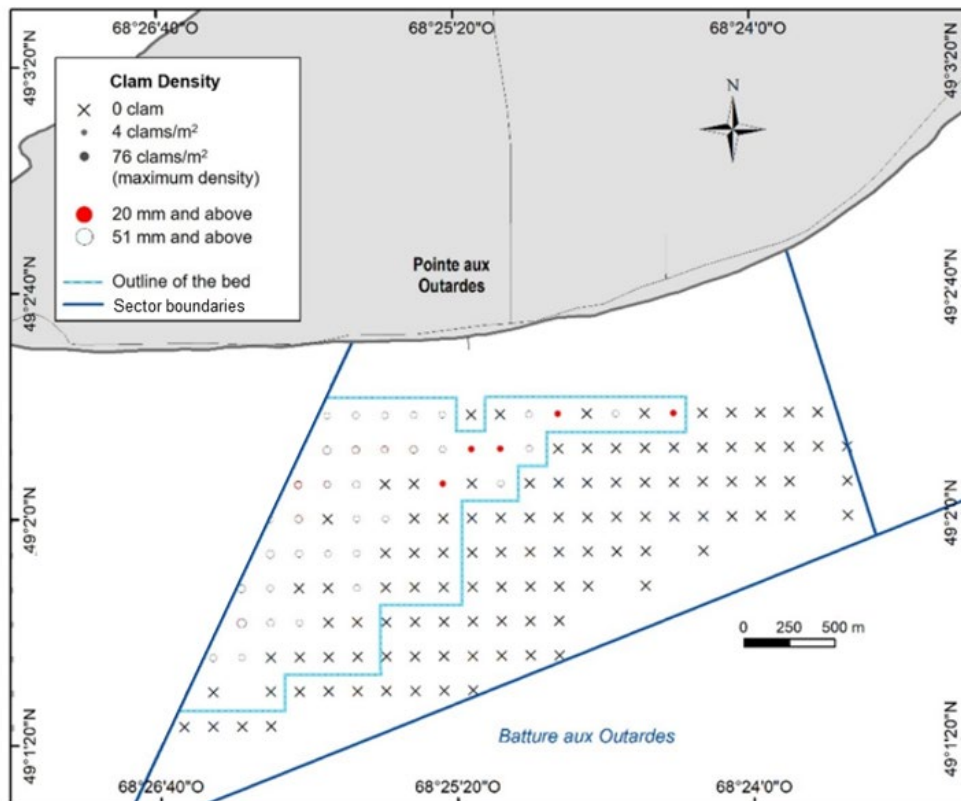 68°26'40"O
68°25'20"O
68°24'0"O
49°3'20"N
49°3'20"N
Clam Density
0 clam
4 clams/m²
76 clams/m²
(maximum density)
20 mm and above
51 mm and above
Outline of the bed
Sector boundaries
N
Pointe aux
Outardes
49°2'40"N
49°2'40"N
49°2'0"N
49°2'0"N
0 250 500 m
Batture aux Outardes
49°1'20"N
49°1'20"N
68°26'40"O
68°25'20"O
68°24'0"O